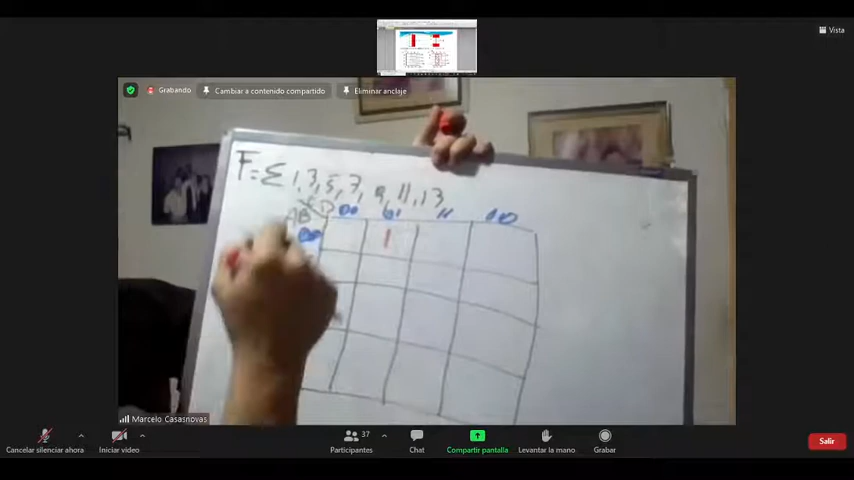 Vista
Grabando
Cambiar a contenido compartido
Eliminar anclaje
F=Σ 1,3,5,7, 9,11,13
AB CD 00 01 11 10
00 1
Marcelo Casasnovas
Cancelar silenciar ahora
Iniciar video
37
Participantes
Chat
Compartir pantalla
Levantar la mano
Grabar
Salir